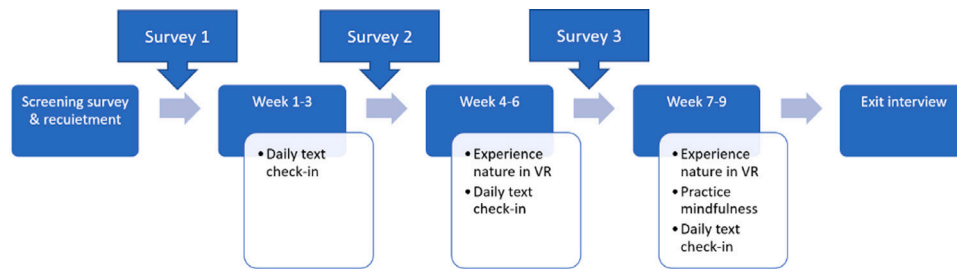 Survey 1
Survey 2
Survey 3
Screening survey
& recuietment
Week 1-3
Week 4-6
Week 7-9
Exit interview
• Daily text
check-in
• Experience
nature in VR
• Daily text
check-in
• Experience
nature in VR
• Practice
mindfulness
• Daily text
check-in